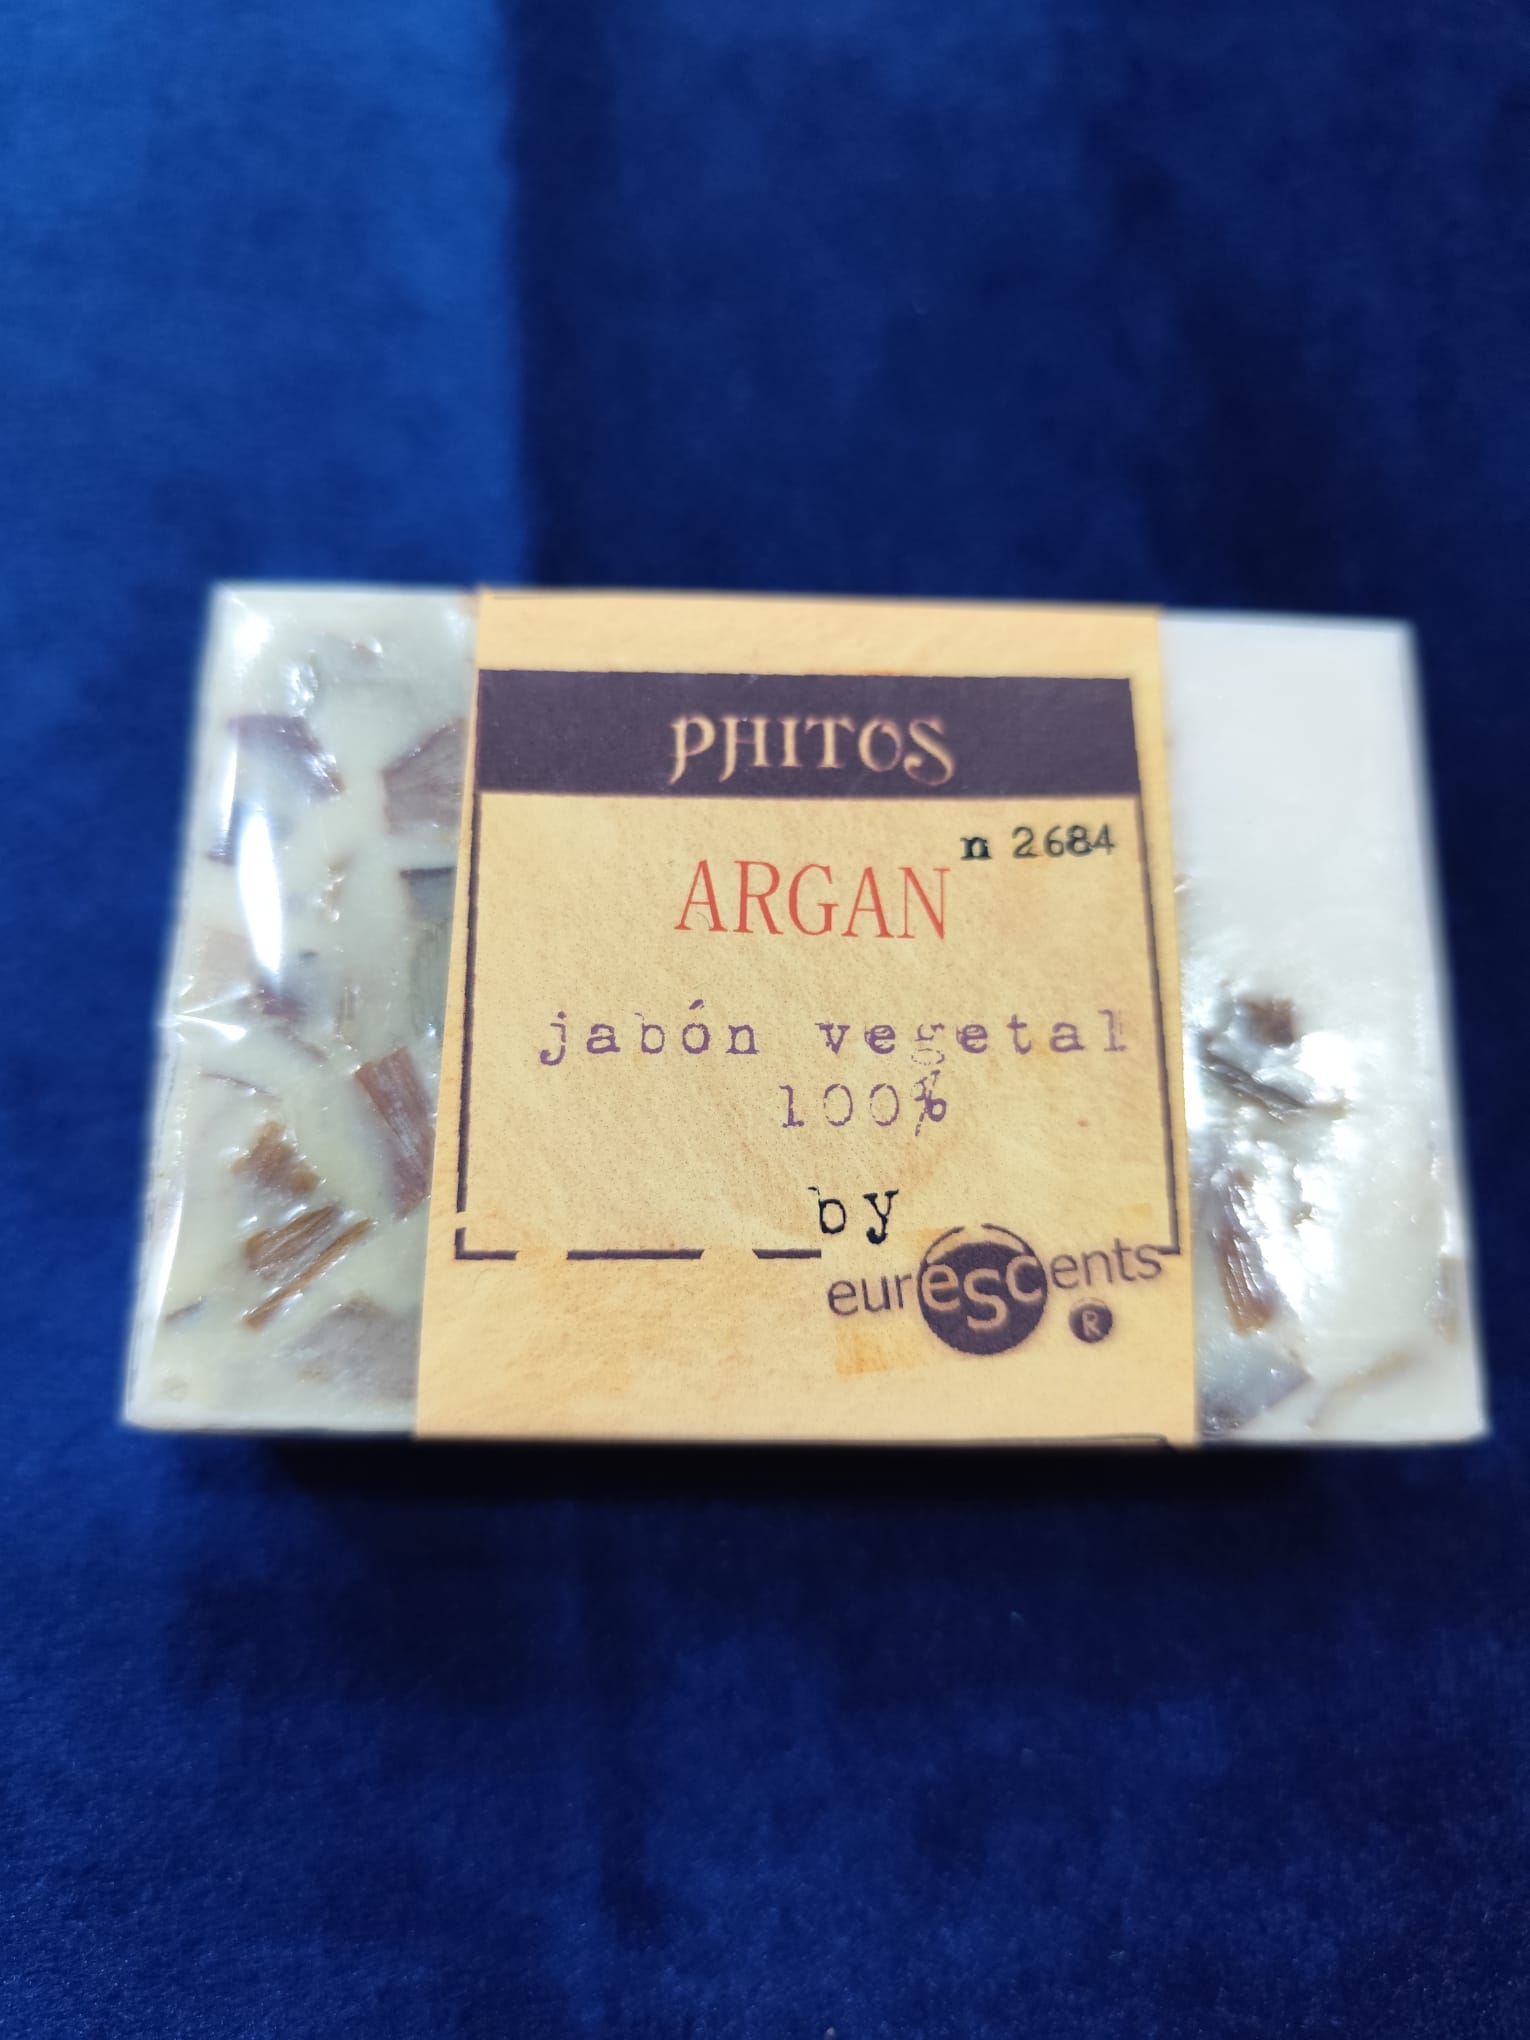 PHITOS
n 2684
ARGAN
jabón vegetal
100%
by
eurescents
R